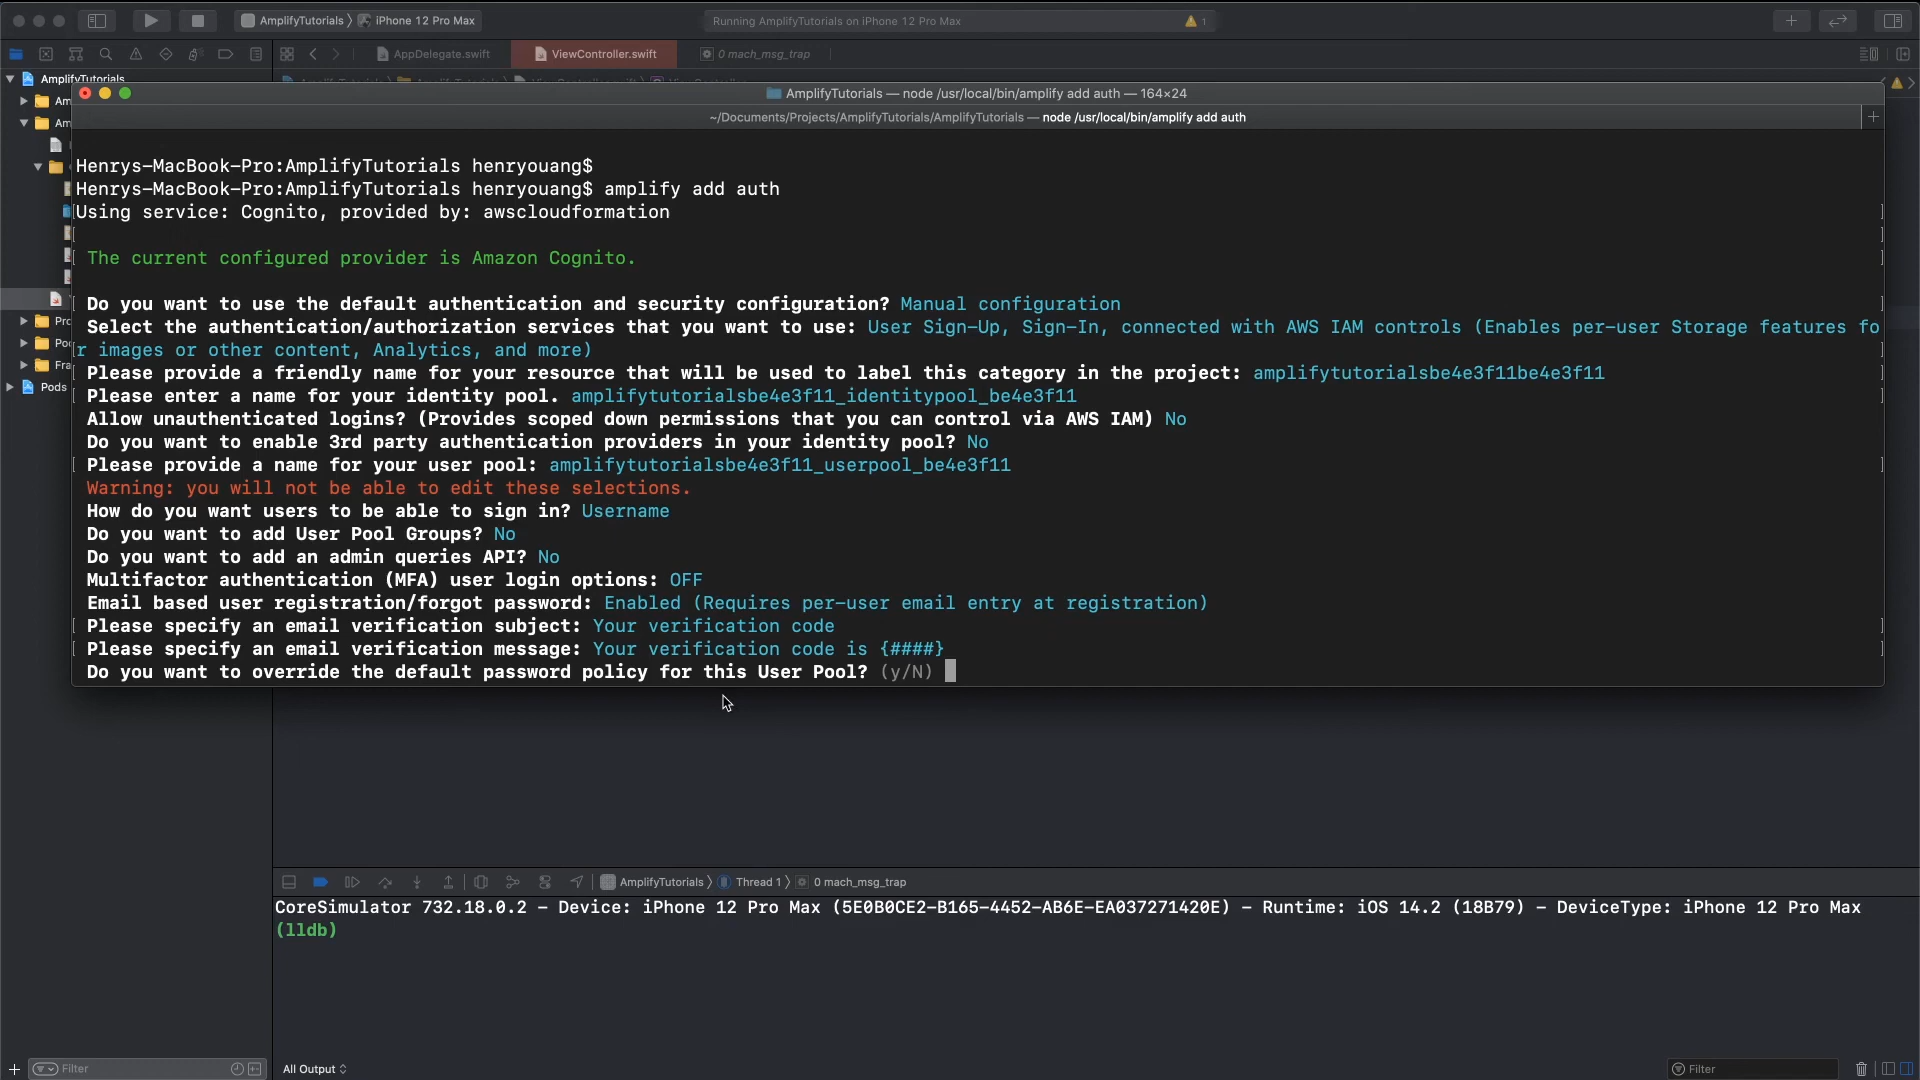 AmplifyTutorials 〉 iPhone 12 Pro Max
Running AmplifyTutorials on iPhone 12 Pro Max
1
AppDelegate.swift
ViewController.swift
0 mach_msg_trap
AmplifyTutorials
AmplifyTutorials — node /usr/local/bin/amplify add auth — 164×24
~/Documents/Projects/AmplifyTutorials/AmplifyTutorials — node /usr/local/bin/amplify add auth
Am
Am
Pro
Poc
Fra
Pods
Henrys-MacBook-Pro:AmplifyTutorials henryouang$
Henrys-MacBook-Pro:AmplifyTutorials henryouang$ amplify add auth
Using service: Cognito, provided by: awscloudformation
The current configured provider is Amazon Cognito.
Do you want to use the default authentication and security configuration? Manual configuration
Select the authentication/authorization services that you want to use: User Sign-Up, Sign-In, connected with AWS IAM controls (Enables per-user Storage features fo
r images or other content, Analytics, and more)
Please provide a friendly name for your resource that will be used to label this category in the project: amplifytutorialsbe4e3f11be4e3f11
Please enter a name for your identity pool. amplifytutorialsbe4e3f11_identitypool_be4e3f11
Allow unauthenticated logins? (Provides scoped down permissions that you can control via AWS IAM) No
Do you want to enable 3rd party authentication providers in your identity pool? No
Please provide a name for your user pool: amplifytutorialsbe4e3f11_userpool_be4e3f11
Warning: you will not be able to edit these selections.
How do you want users to be able to sign in? Username
Do you want to add User Pool Groups? No
Do you want to add an admin queries API? No
Multifactor authentication (MFA) user login options: OFF
Email based user registration/forgot password: Enabled (Requires per-user email entry at registration)
Please specify an email verification subject: Your verification code
Please specify an email verification message: Your verification code is {####}
Do you want to override the default password policy for this User Pool? (y/N)
AmplifyTutorials 〉 Thread 1 〉 0 mach_msg_trap
CoreSimulator 732.18.0.2 - Device: iPhone 12 Pro Max (5E0B0CE2-B165-4452-AB6E-EA037271420E) - Runtime: iOS 14.2 (18B79) - DeviceType: iPhone 12 Pro Max
(lldb)
Filter
All Output
Filter